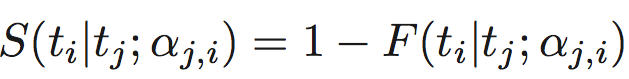 S(t_i|t_j; α_{j,i}) = 1 − F(t_i|t_j; α_{j,i})